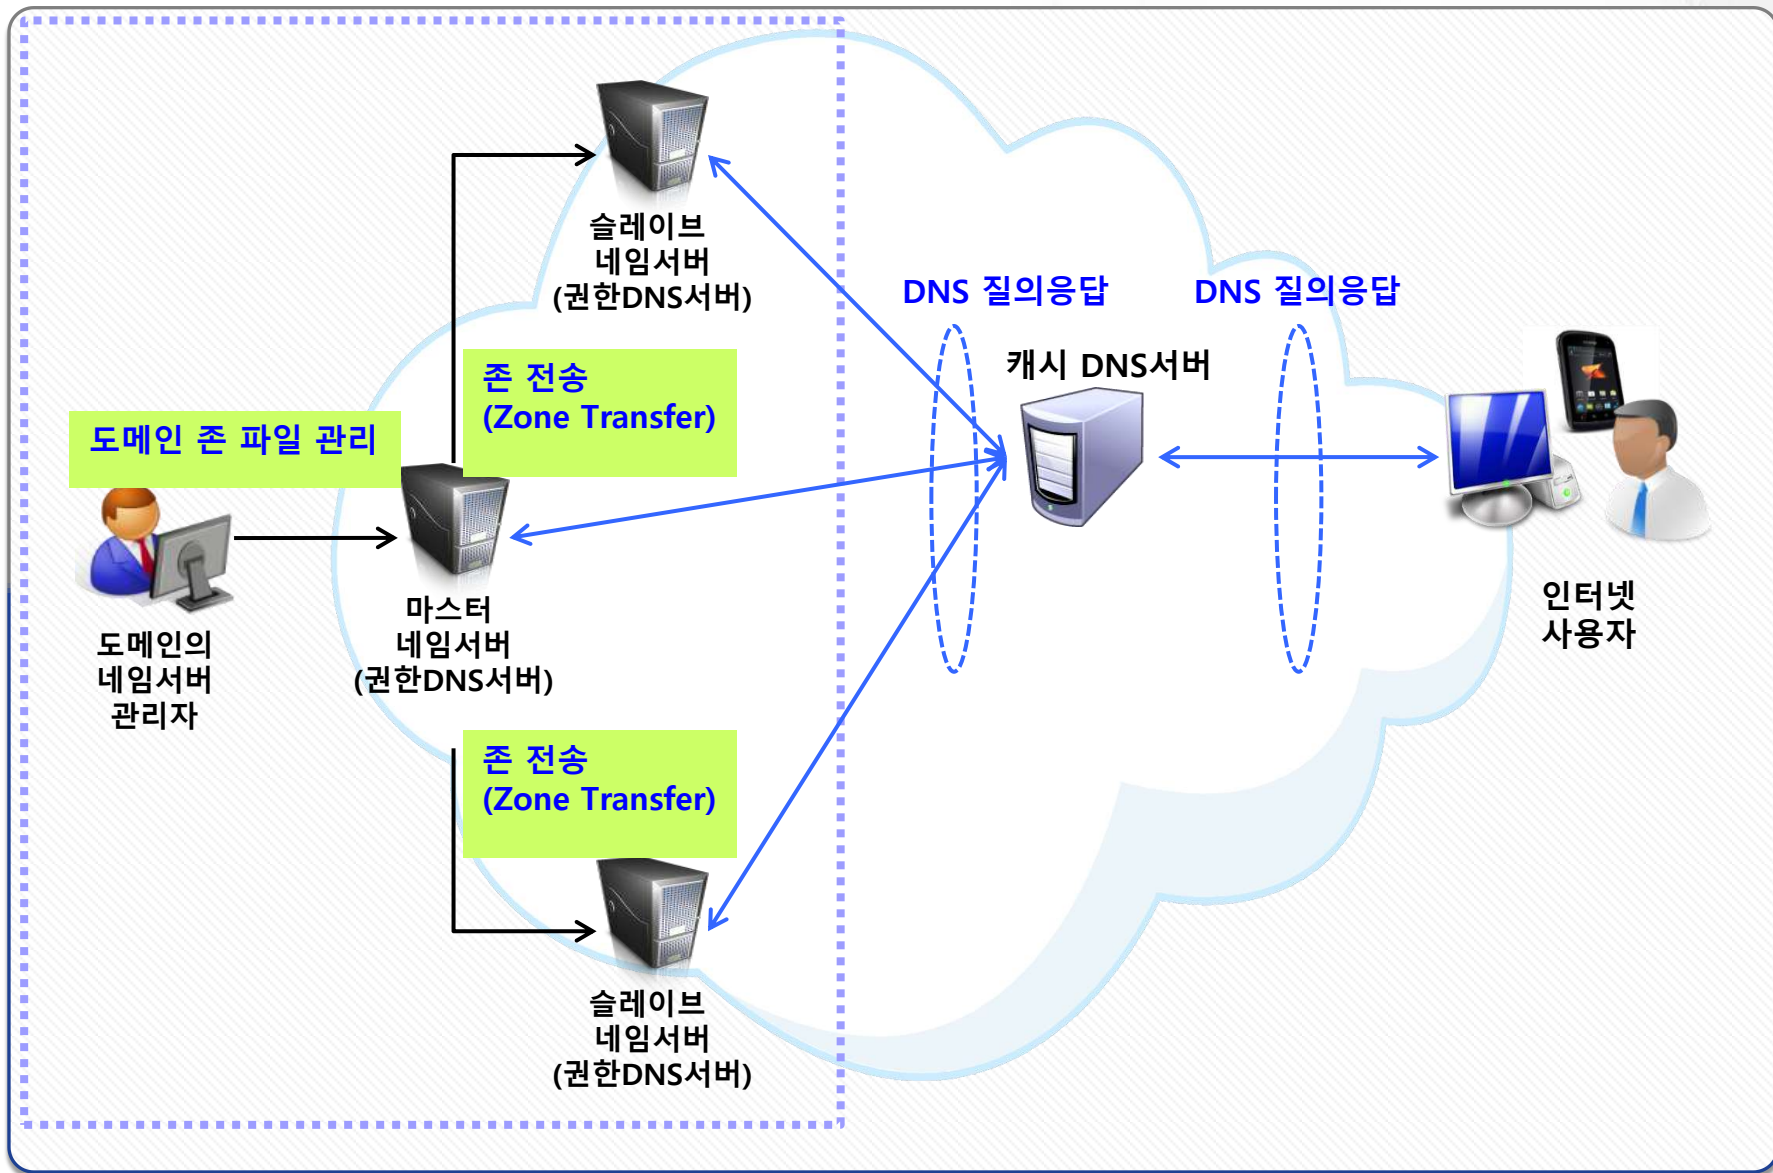 슬레이브
네임서버
(권한DNS서버)
DNS 질의응답
DNS 질의응답
존 전송
(Zone Transfer)
캐시 DNS서버
도메인 존 파일 관리
도메인의
네임서버
관리자
마스터
네임서버
(권한DNS서버)
인터넷
사용자
존 전송
(Zone Transfer)
슬레이브
네임서버
(권한DNS서버)